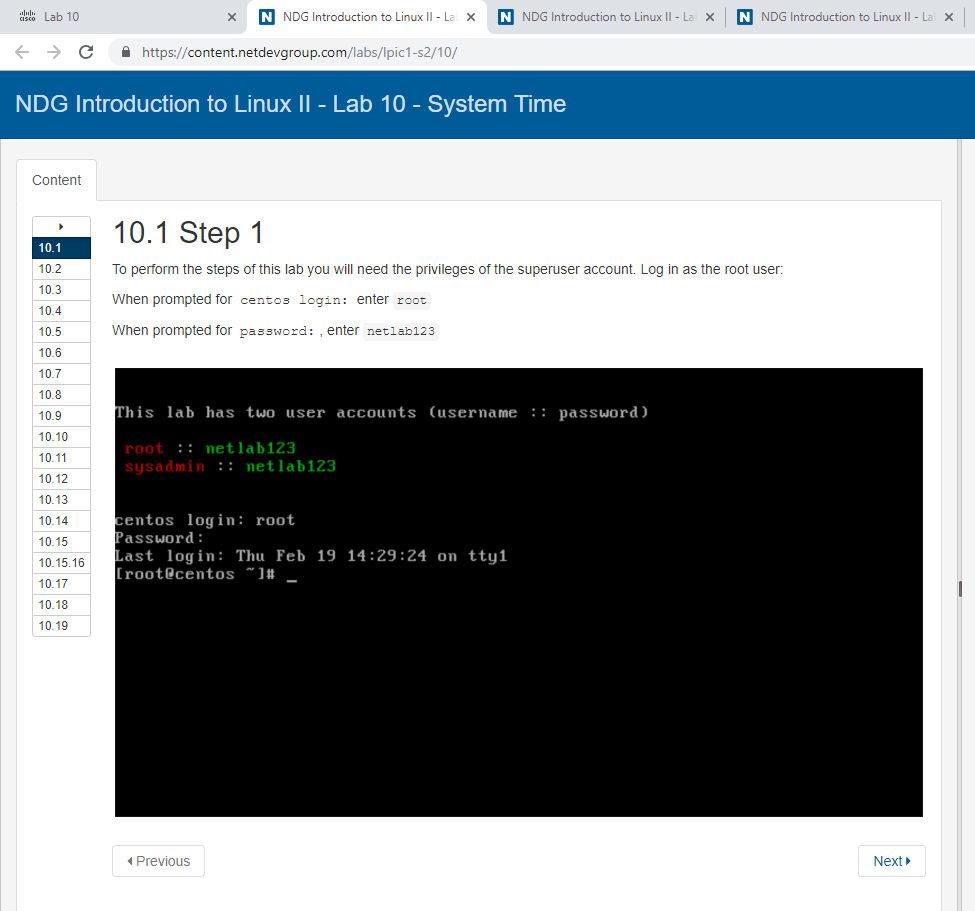 cisco Lab 10
N NDG Introduction to Linux II - La
N NDG Introduction to Linux II - La
N NDG Introduction to Linux II - La
https://content.netdevgroup.com/labs/lpic1-s2/10/
NDG Introduction to Linux II - Lab 10 - System Time
Content
10.1
10.2
10.3
10.4
10.5
10.6
10.7
10.8
10.9
10.10
10.11
10.12
10.13
10.14
10.15
10.15.16
10.17
10.18
10.19
10.1 Step 1
To perform the steps of this lab you will need the privileges of the superuser account. Log in as the root user:
When prompted for centos login: enter root
When prompted for password: , enter netlab123
This lab has two user accounts (username :: password)
root :: netlab123
sysadmin :: netlab123
centos login: root
Password:
Last login: Thu Feb 19 14:29:24 on tty1
[root@centos ~]# _
Previous
Next